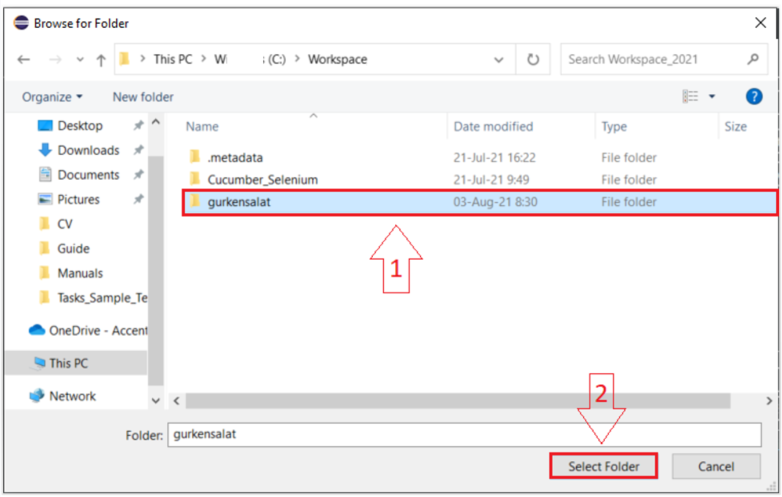 Browse for Folder
This PC > W (C:) > Workspace
Search Workspace_2021
Organize
New folder
Name
Date modified
Type
Size
Desktop
Downloads
Documents
Pictures
CV
Guide
Manuals
Tasks_Sample_Te
OneDrive - Accent
This PC
Network
.metadata 21-Jul-21 16:22 File folder
Cucumber_Selenium 21-Jul-21 9:49 File folder
gurkensalat 03-Aug-21 8:30 File folder
1
2
Folder: gurkensalat
Select Folder
Cancel